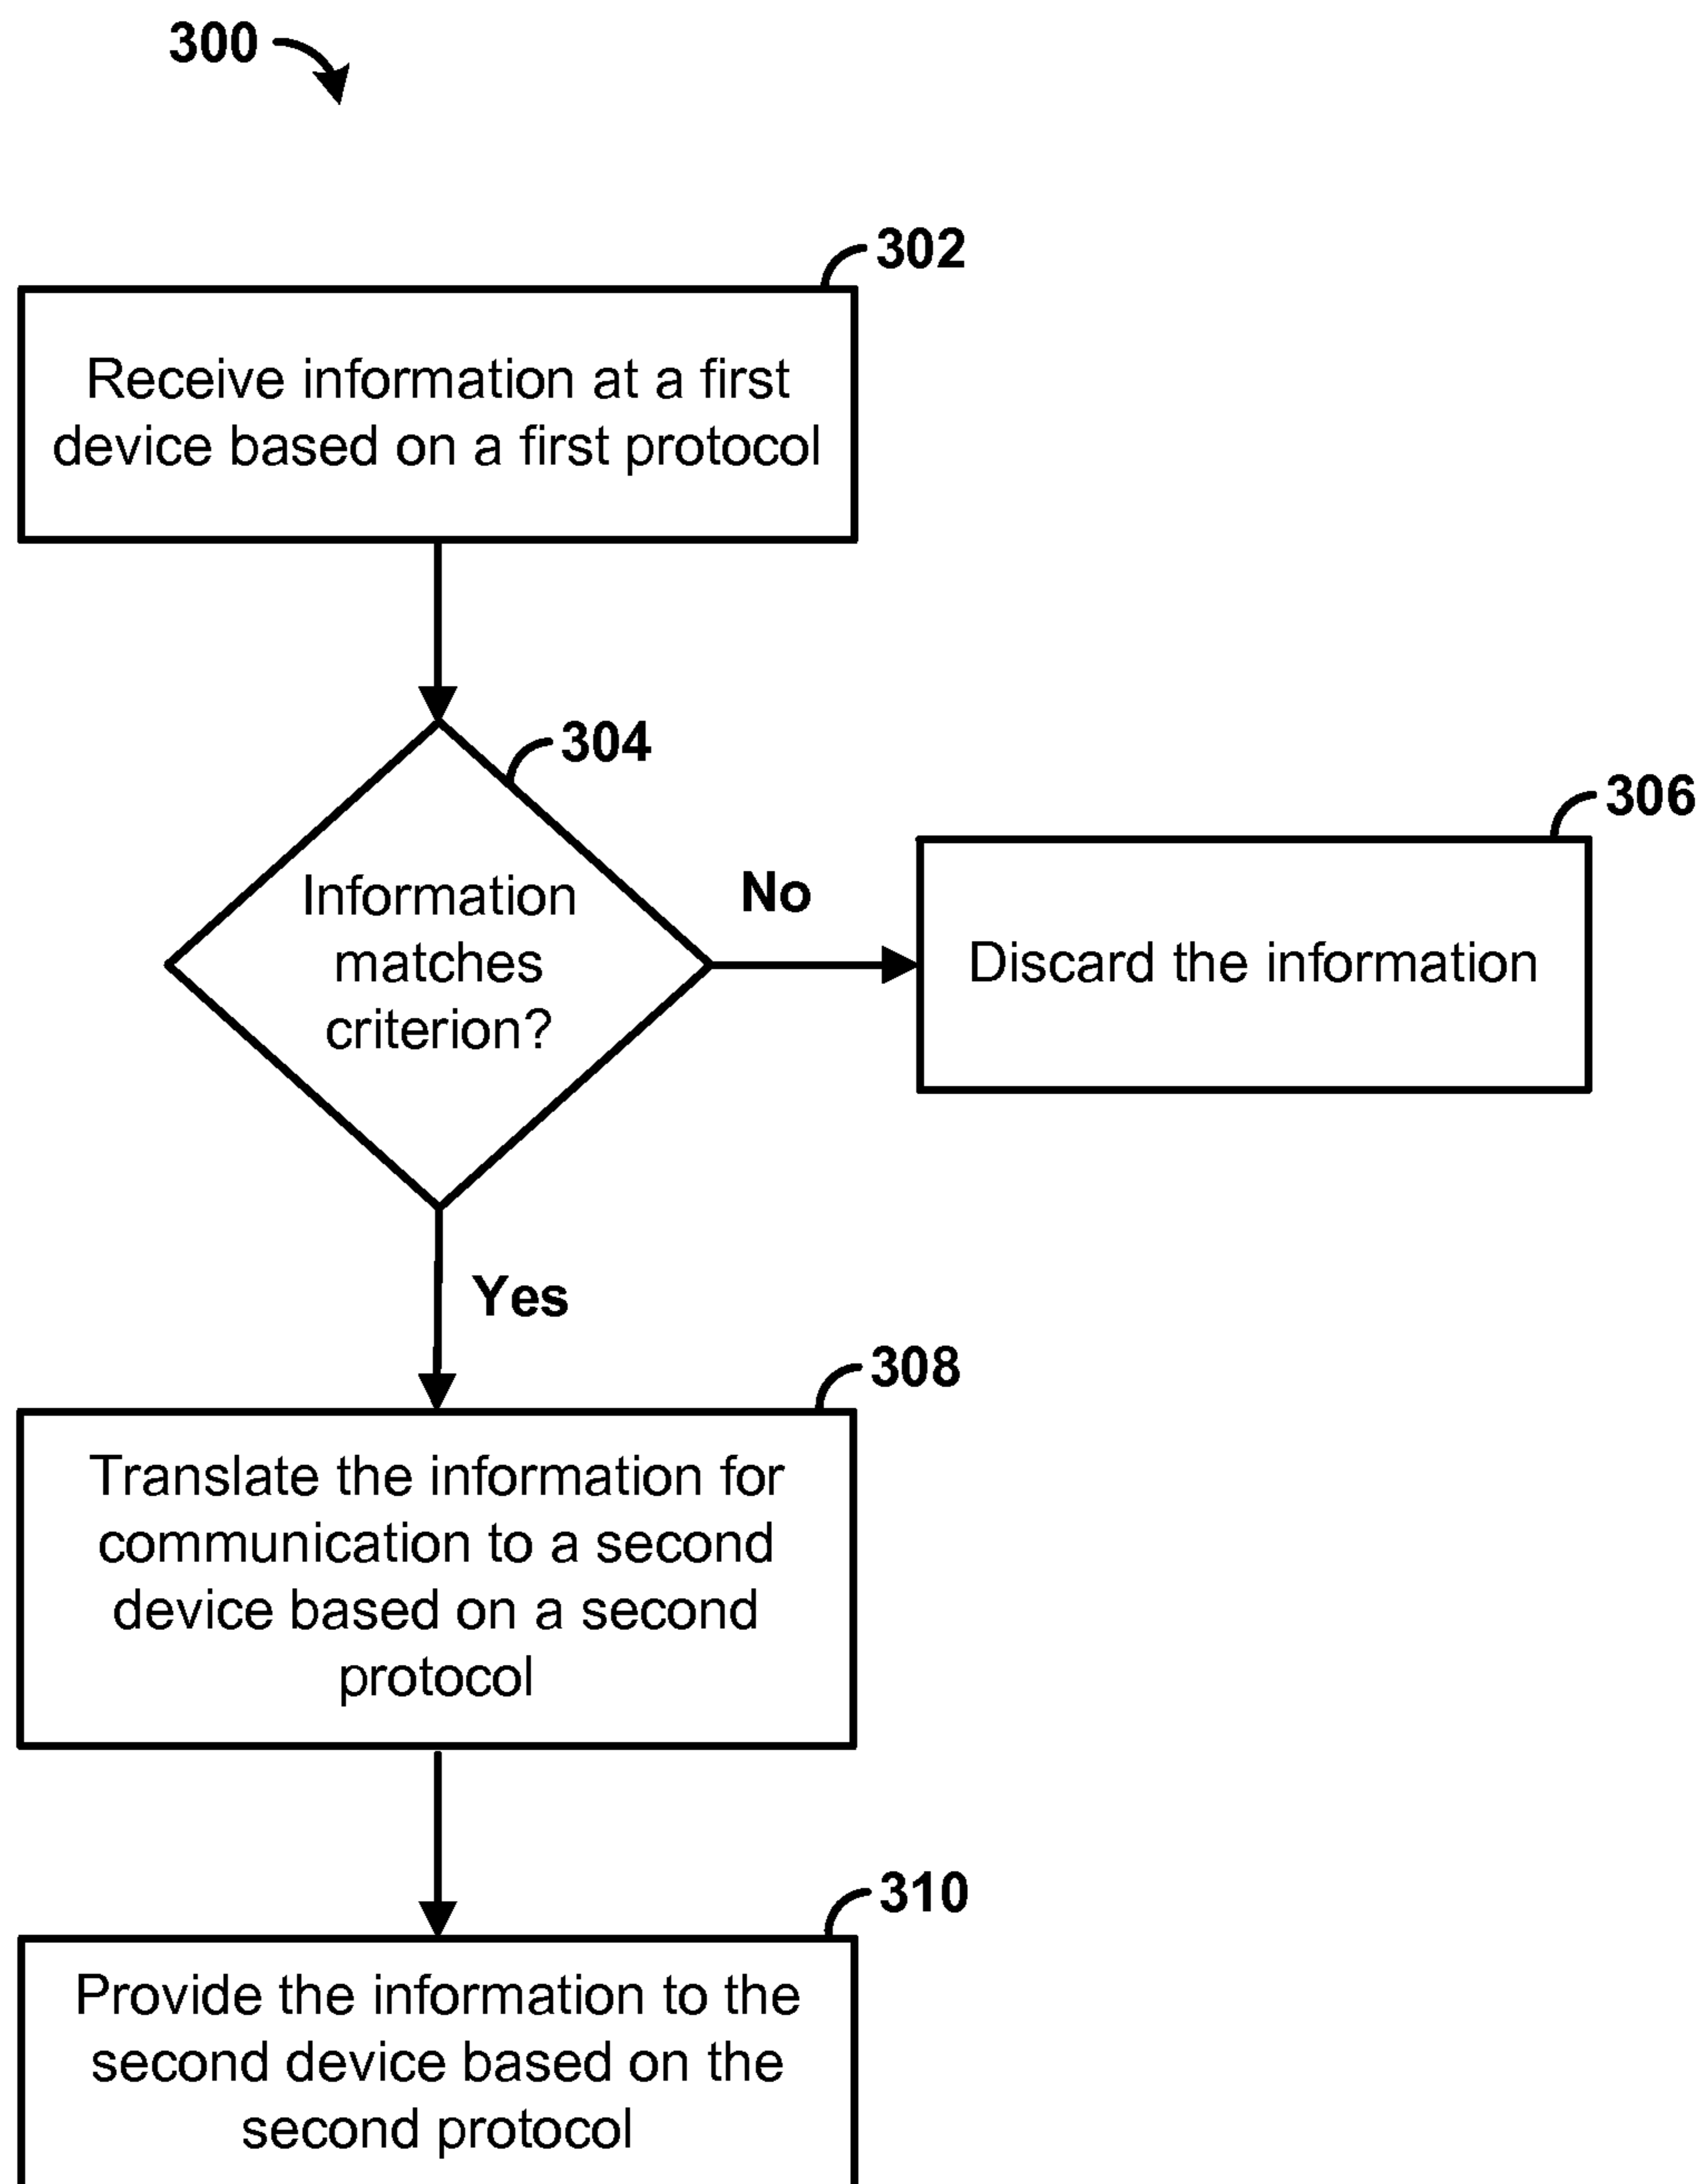 300
302
Receive information at a first
device based on a first protocol
304
Information
matches
criterion?
No
306
Discard the information
Yes
308
Translate the information for
communication to a second
device based on a second
protocol
310
Provide the information to the
second device based on the
second protocol